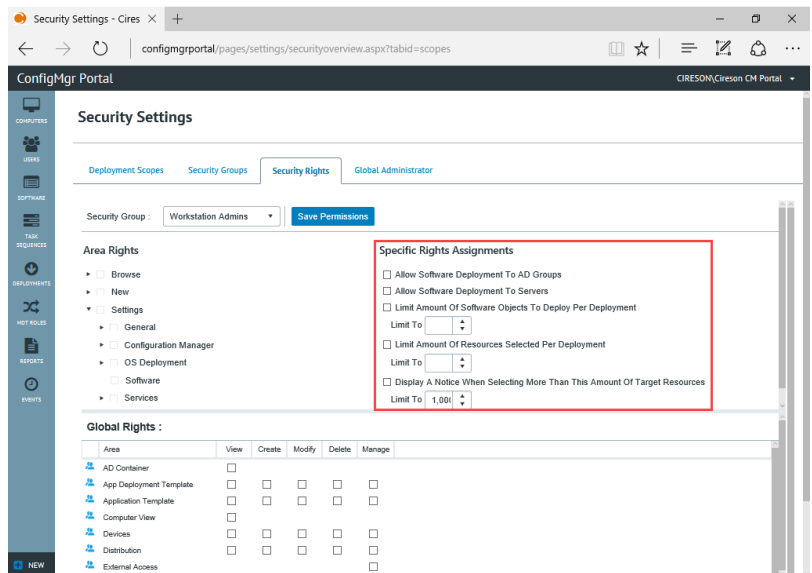 Security Settings - Cires
configmgrportal/pages/settings/securityoverview.aspx?tabid=scopes
ConfigMgr Portal
CIRESON\Cireson CM Portal
COMPUTERS
USERS
SOFTWARE
TASK
SEQUENCES
DEPLOYMENTS
MDT ROLES
REPORTS
EVENTS
NEW
Security Settings
Deployment Scopes Security Groups Security Rights Global Administrator
Security Group : Workstation Admins Save Permissions
Area Rights
Browse
New
Settings
General
Configuration Manager
OS Deployment
Software
Services
Specific Rights Assignments
Allow Software Deployment To AD Groups
Allow Software Deployment To Servers
Limit Amount Of Software Objects To Deploy Per Deployment
Limit To
Limit Amount Of Resources Selected Per Deployment
Limit To
Display A Notice When Selecting More Than This Amount Of Target Resources
Limit To 1,00
Global Rights :
Area View Create Modify Delete Manage
AD Container
App Deployment Template
Application Template
Computer View
Devices
Distribution
External Access